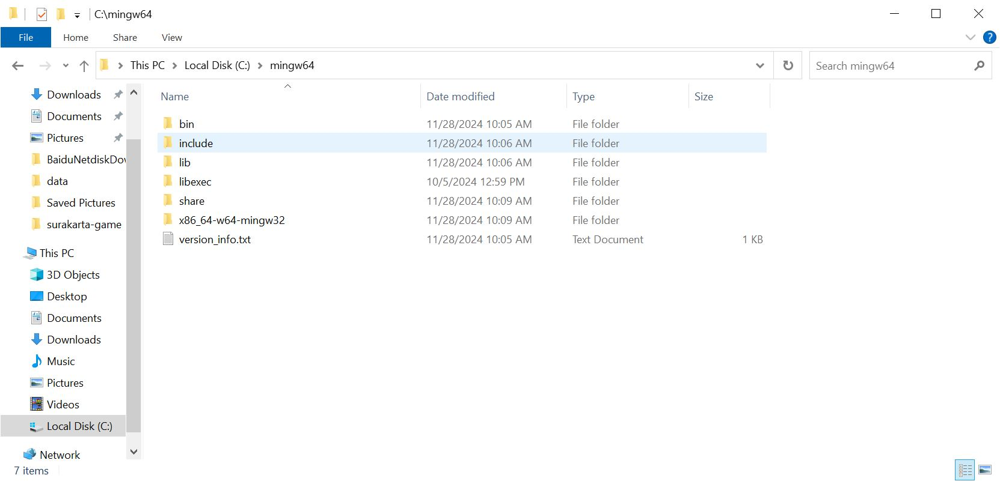 C:\mingw64
File Home Share View
This PC Local Disk (C:) mingw64
Search mingw64
Downloads
Documents
Pictures
BaiduNetdiskDow
data
Saved Pictures
surakarta-game
This PC
3D Objects
Desktop
Documents
Downloads
Music
Pictures
Videos
Local Disk (C:)
Network
Name Date modified Type Size
bin 11/28/2024 10:05 AM File folder
include 11/28/2024 10:06 AM File folder
lib 11/28/2024 10:06 AM File folder
libexec 10/5/2024 12:59 PM File folder
share 11/28/2024 10:09 AM File folder
x86_64-w64-mingw32 11/28/2024 10:09 AM File folder
version_info.txt 11/28/2024 10:05 AM Text Document 1 KB
7 items